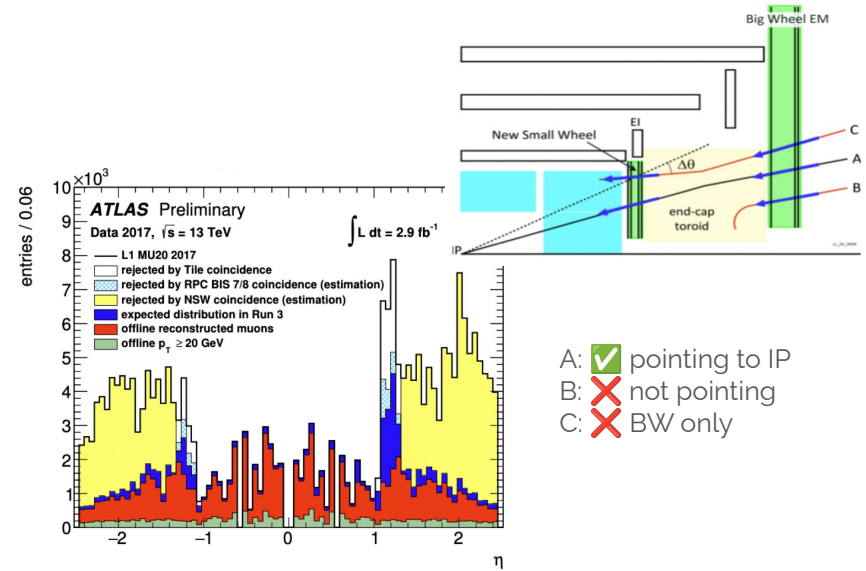 Big Wheel EM
EI
New Small Wheel
C
A
B
Δθ
end-cap
toroid
IP
×10³
entries / 0.06
10
9
8
7
6
5
4
3
2
1
0
ATLAS Preliminary
Data 2017, √s = 13 TeV
∫L dt = 2.9 fb⁻¹
L1 MU20 2017
rejected by Tile coincidence
rejected by RPC BIS 7/8 coincidence (estimation)
rejected by NSW coincidence (estimation)
expected distribution in Run 3
offline reconstructed muons
offline p_T ≥ 20 GeV
−2 −1 0 1 2
η
A: ✅ pointing to IP
B: ❌ not pointing
C: ❌ BW only